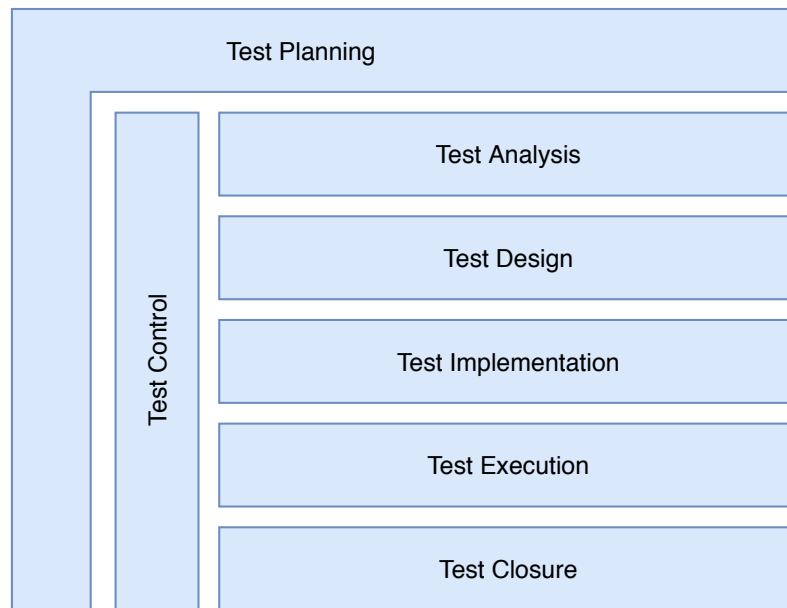 Test Planning
Test Control
Test Analysis
Test Design
Test Implementation
Test Execution
Test Closure